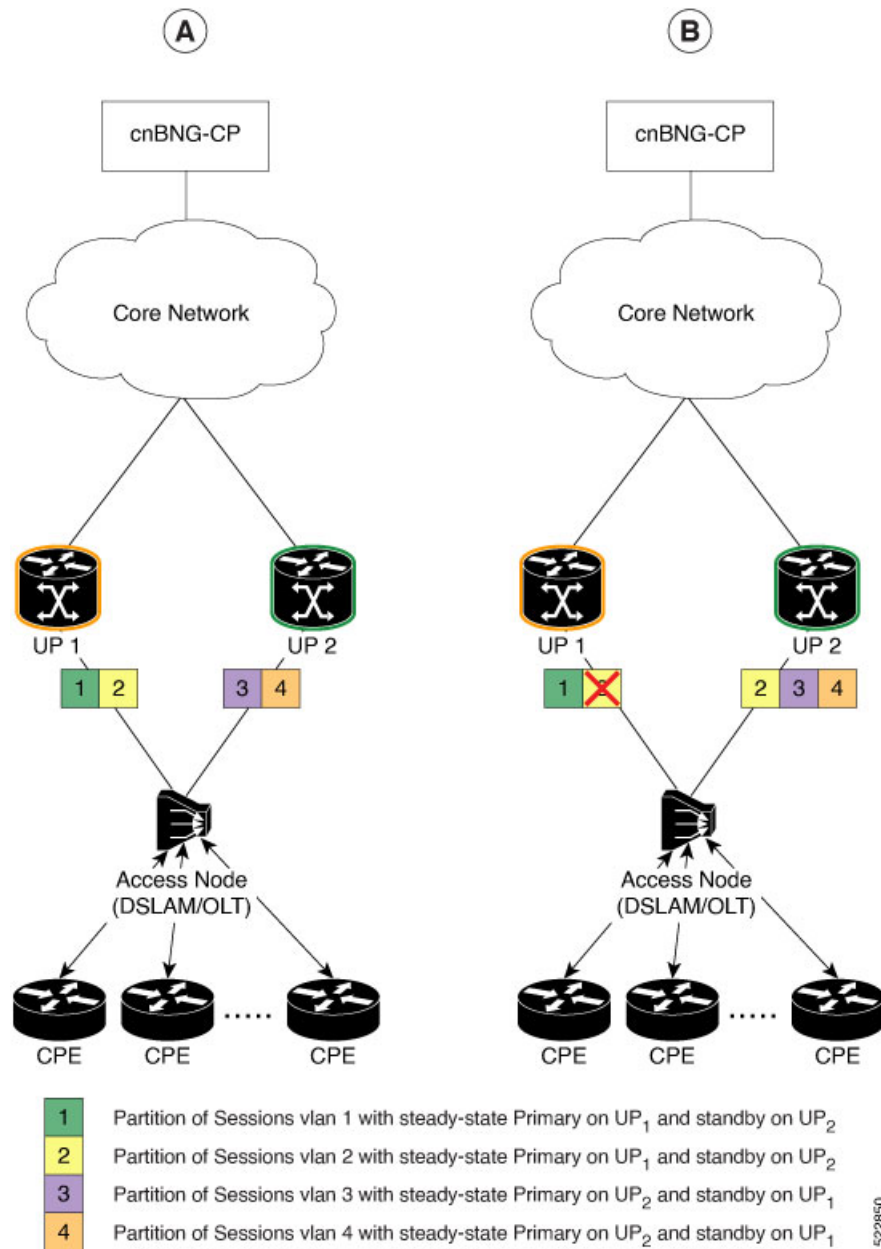 A
B
cnBNG-CP
cnBNG-CP
Core Network
Core Network
UP 1
UP 2
UP 1
UP 2
1 2
3 4
1
2 3 4
Access Node
(DSLAM/OLT)
Access Node
(DSLAM/OLT)
CPE CPE ..... CPE
CPE CPE ..... CPE
1 Partition of Sessions vlan 1 with steady-state Primary on UP1 and standby on UP2
2 Partition of Sessions vlan 2 with steady-state Primary on UP1 and standby on UP2
3 Partition of Sessions vlan 3 with steady-state Primary on UP2 and standby on UP1
4 Partition of Sessions vlan 4 with steady-state Primary on UP2 and standby on UP1
522850